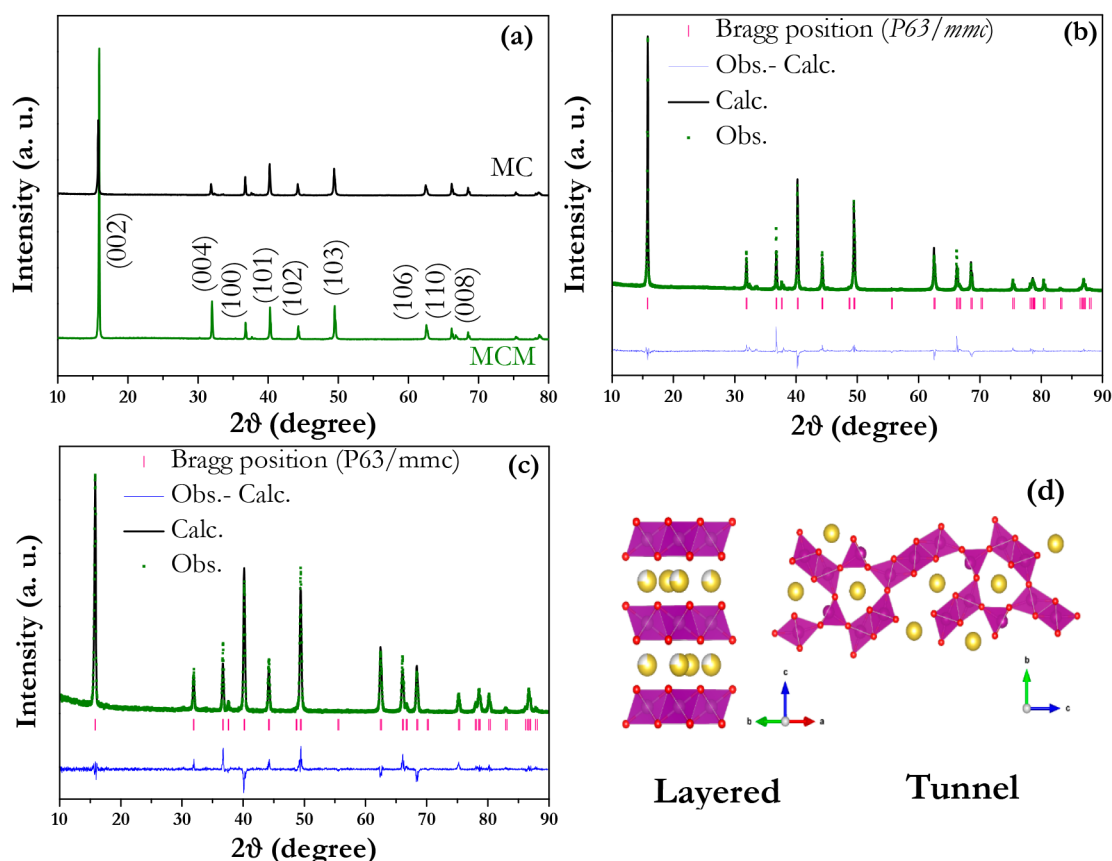 (a)
Intensity (a. u.)
MC
(002)
(004)
(100)
(101)
(102)
(103)
(106)
(110)
(008)
MCM
10 20 30 40 50 60 70 80
2ϑ (degree)
(b)
Bragg position (P63/mmc)
Obs.- Calc.
Calc.
Obs.
Intensity (a. u.)
10 20 30 40 50 60 70 80 90
2ϑ (degree)
(c)
Bragg position (P63/mmc)
Obs.- Calc.
Calc.
Obs.
Intensity (a. u.)
10 20 30 40 50 60 70 80 90
2ϑ (degree)
(d)
c
b a
b
c
Layered
Tunnel